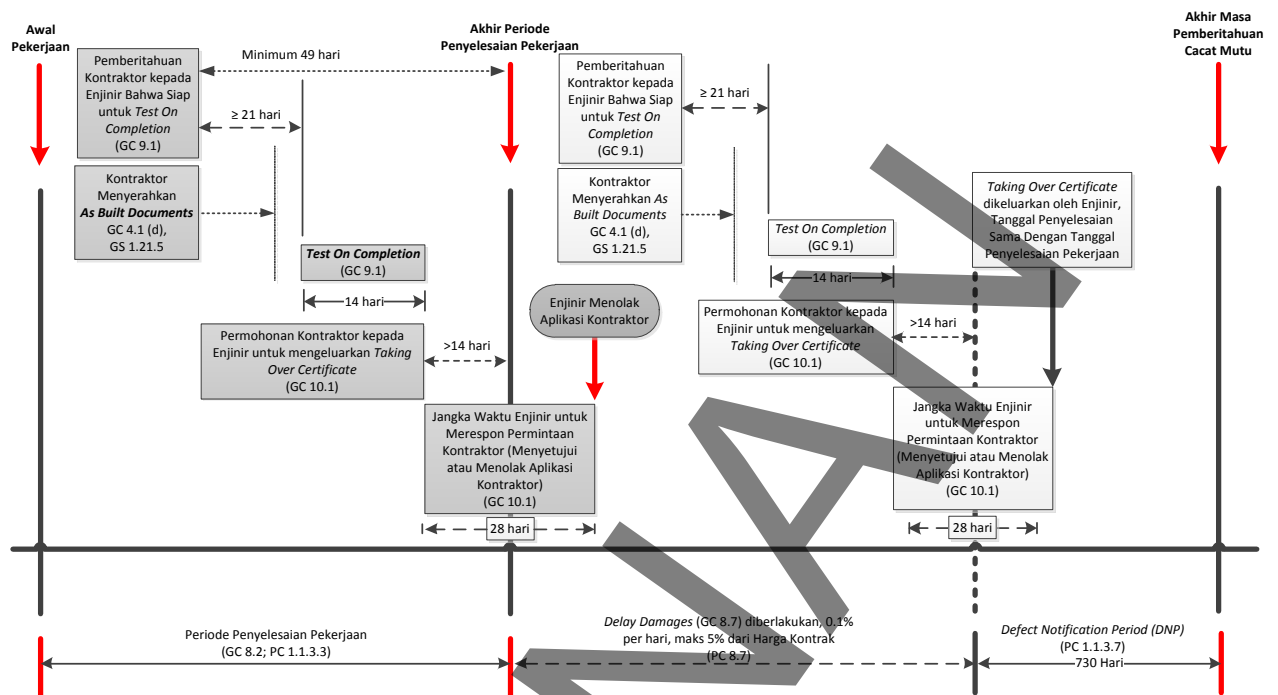 Awal
Pekerjaan
Pemberitahuan
Kontraktor kepada
Enjinir Bahwa Siap
untuk Test On
Completion
(GC 9.1)
Minimum 49 hari
≥ 21 hari
Kontraktor
Menyerahkan
As Built Documents
GC 4.1 (d),
GS 1.21.5
Test On Completion
(GC 9.1)
14 hari
Permohonan Kontraktor kepada
Enjinir untuk mengeluarkan Taking
Over Certificate
(GC 10.1)
>14 hari
Akhir Periode
Penyelesaian Pekerjaan
Enjinir Menolak
Aplikasi Kontraktor
Jangka Waktu Enjinir untuk
Merespon Permintaan
Kontraktor (Menyetujui
atau Menolak Aplikasi
Kontraktor)
(GC 10.1)
28 hari
Pemberitahuan
Kontraktor kepada
Enjinir Bahwa Siap
untuk Test On
Completion
(GC 9.1)
≥ 21 hari
Kontraktor
Menyerahkan As
Built Documents
GC 4.1 (d),
GS 1.21.5
Test On Completion
(GC 9.1)
14 hari
Permohonan Kontraktor kepada
Enjinir untuk mengeluarkan
Taking Over Certificate
(GC 10.1)
>14 hari
Jangka Waktu Enjinir
untuk Merespon
Permintaan Kontraktor
(Menyetujui atau Menolak
Aplikasi Kontraktor)
(GC 10.1)
28 hari
Taking Over Certificate
dikeluarkan oleh Enjinir,
Tanggal Penyelesaian
Sama Dengan Tanggal
Penyelesaian Pekerjaan
Akhir Masa
Pemberitahuan
Cacat Mutu
Periode Penyelesaian Pekerjaan
(GC 8.2; PC 1.1.3.3)
Delay Damages (GC 8.7) diberlakukan, 0.1%
per hari, maks 5% dari Harga Kontrak
(PC 8.7)
Defect Notification Period (DNP)
(PC 1.1.3.7)
730 Hari